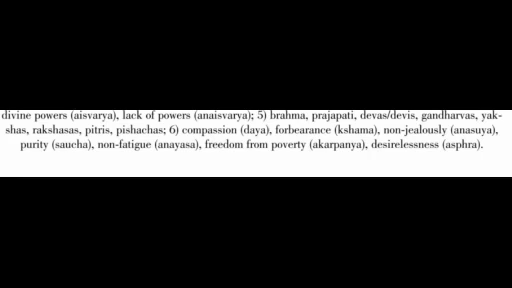 divine powers (aisvarya), lack of powers (anaisvarya); 5) brahma, prajapati, devas/devis, gandharvas, yak-
shas, rakshasas, pitris, pishachas; 6) compassion (daya), forbearance (kshama), non-jealously (anasuya),
purity (saucha), non-fatigue (anayasa), freedom from poverty (akarpanya), desirelessness (asphra).